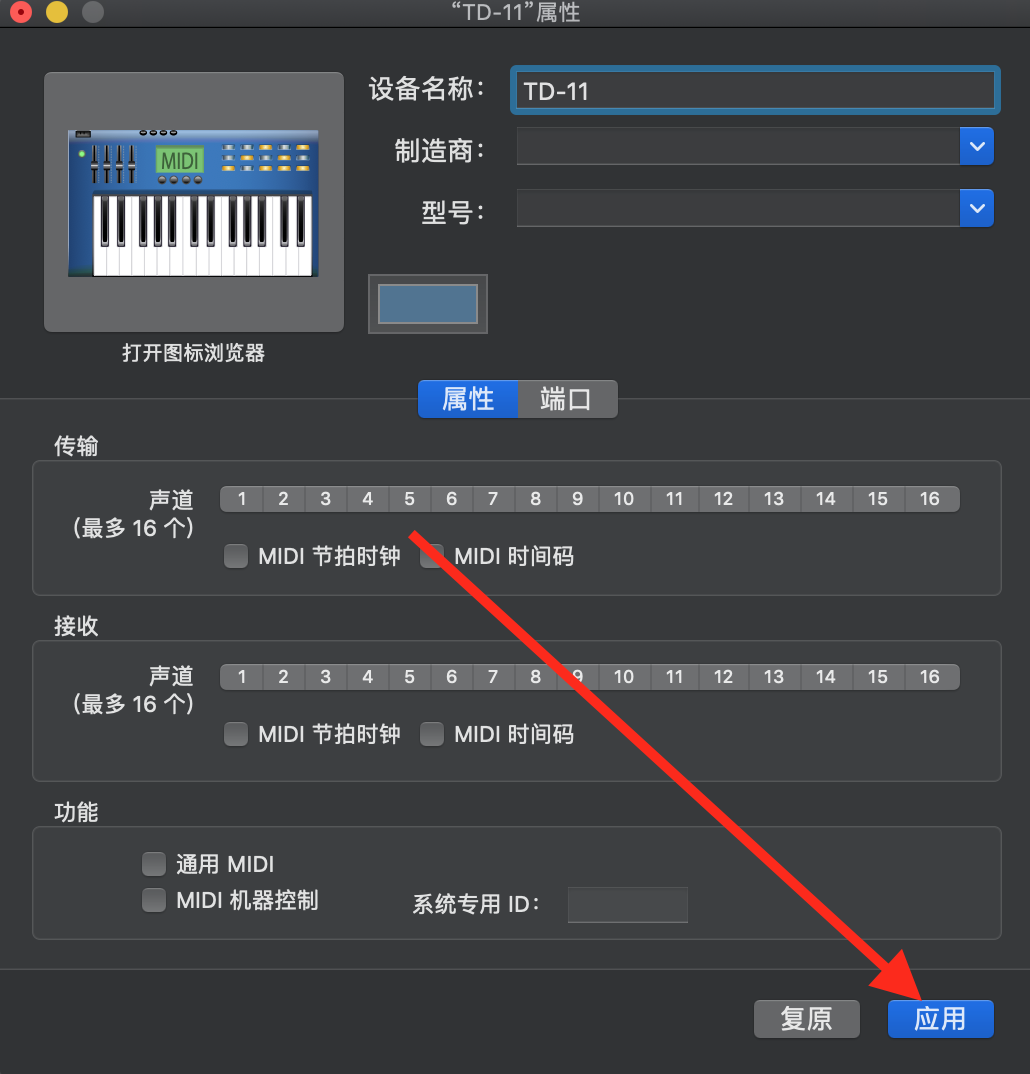 “TD-11”属性
设备名称：
TD-11
制造商：
MIDI
型号：
打开图标浏览器
属性 端口
传输
声道 1 2 3 4 5 6 7 8 9 10 11 12 13 14 15 16
(最多 16 个)
MIDI 节拍时钟 MIDI 时间码
接收
声道 1 2 3 4 5 6 7 8 9 10 11 12 13 14 15 16
(最多 16 个)
MIDI 节拍时钟 MIDI 时间码
功能
通用 MIDI
MIDI 机器控制
系统专用 ID：
复原 应用